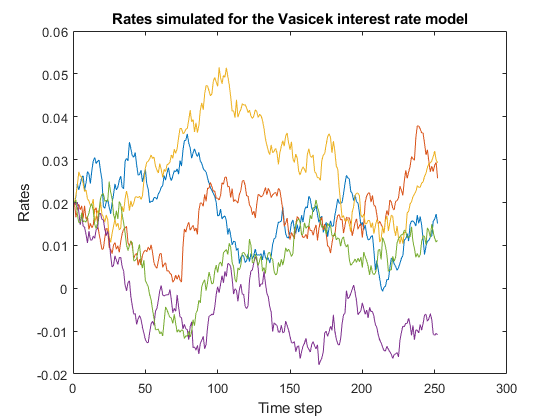 Rates simulated for the Vasicek interest rate model
0.06
0.05
0.04
0.03
0.02
0.01
0
-0.01
-0.02
Rates
0 50 100 150 200 250 300
Time step